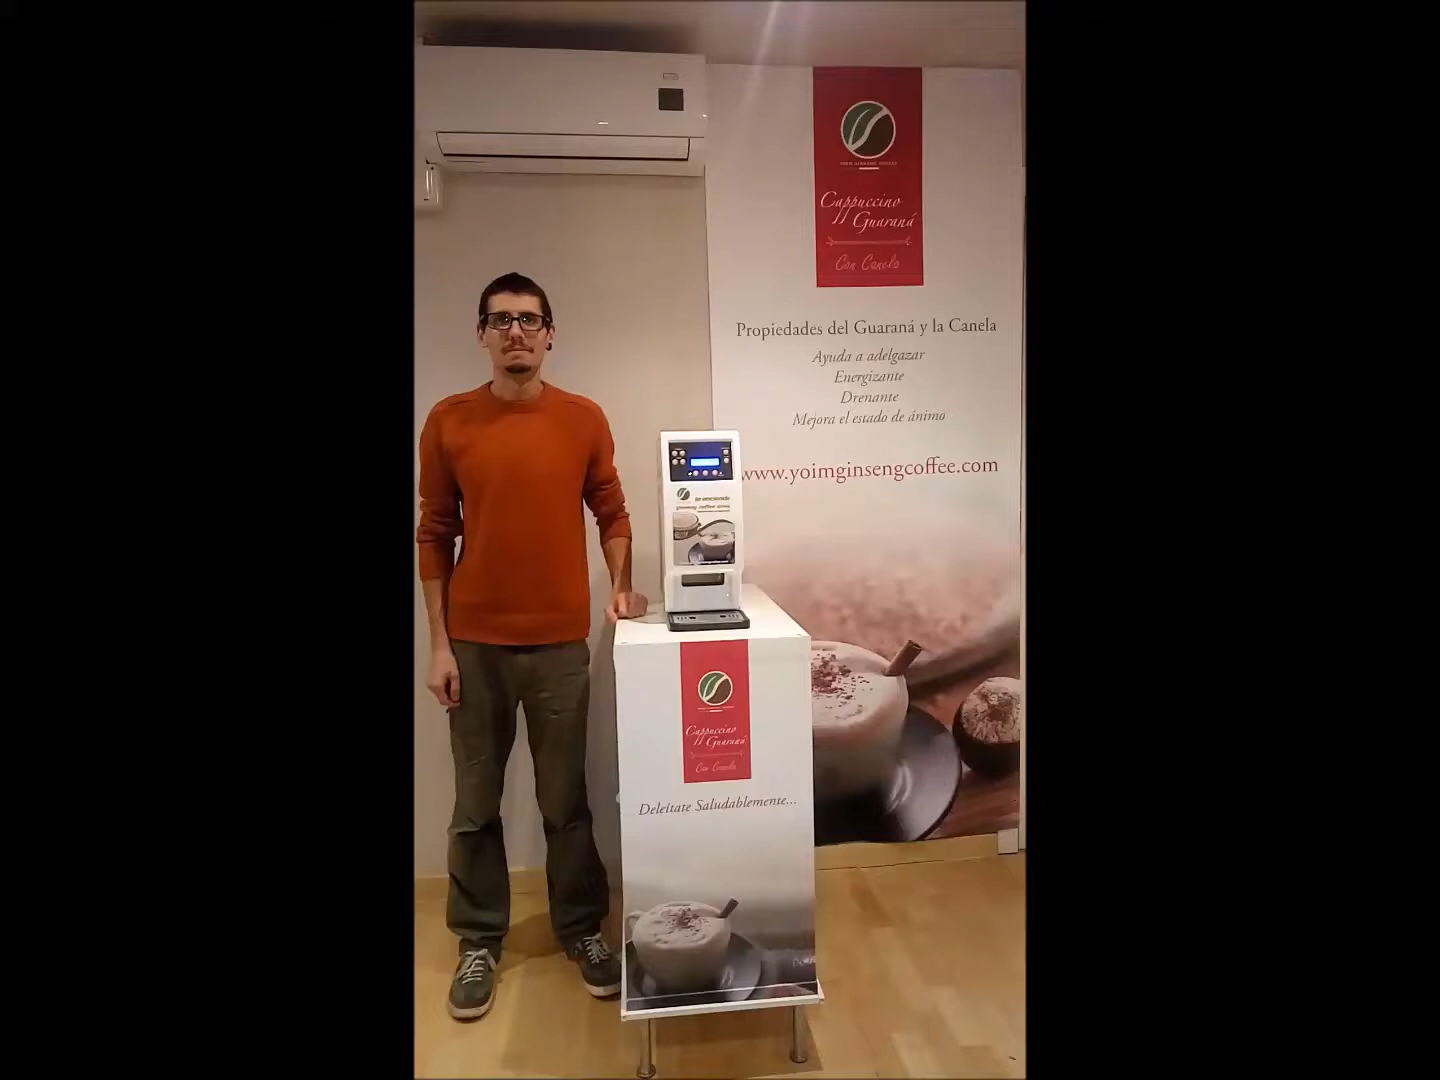 Cappuccino
Guaraná
Con Canela
Propiedades del Guaraná y la Canela
Ayuda a adelgazar
Energizante
Drenante
Mejora el estado de ánimo
www.yoimginsengcoffee.com
Cappuccino
Guaraná
Con Canela
Deleítate Saludablemente...